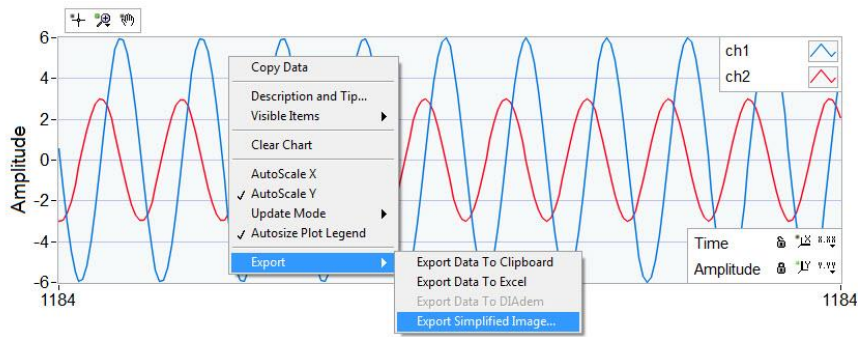 6
4
2
0
-2
-4
-6
Amplitude
1184
1184
ch1
ch2
Copy Data
Description and Tip...
Visible Items
Clear Chart
AutoScale X
✓ AutoScale Y
Update Mode
✓ Autosize Plot Legend
Export
Export Data To Clipboard
Export Data To Excel
Export Data To DIAdem
Export Simplified Image...
Time
Amplitude